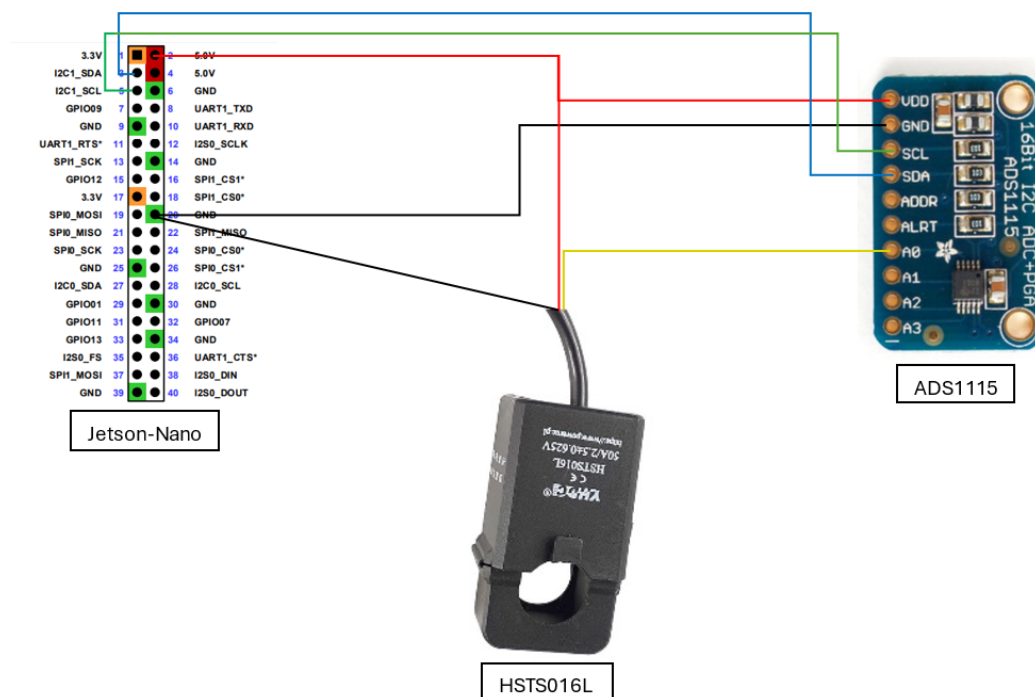 3.3V 1 2 5.0V
I2C1_SDA 3 4 5.0V
I2C1_SCL 5 6 GND
GPIO09 7 8 UART1_TXD
GND 9 10 UART1_RXD
UART1_RTS* 11 12 I2S0_SCLK
SPI1_SCK 13 14 GND
GPIO12 15 16 SPI1_CS1*
3.3V 17 18 SPI1_CS0*
SPI0_MOSI 19 20 GND
SPI0_MISO 21 22 SPI1_MISO
SPI0_SCK 23 24 SPI0_CS0*
GND 25 26 SPI0_CS1*
I2C0_SDA 27 28 I2C0_SCL
GPIO01 29 30 GND
GPIO11 31 32 GPIO07
GPIO13 33 34 GND
I2S0_FS 35 36 UART1_CTS*
SPI1_MOSI 37 38 I2S0_DIN
GND 39 40 I2S0_DOUT
Jetson-Nano
VDD
GND
SCL
SDA
ADDR
ALRT
A0
A1
A2
A3
16Bit I2C ADC+PGA
ADS1115
ADS1115
50A/2.5±0.625V
HSTS016L
CE
YHDC®
HSTS016L